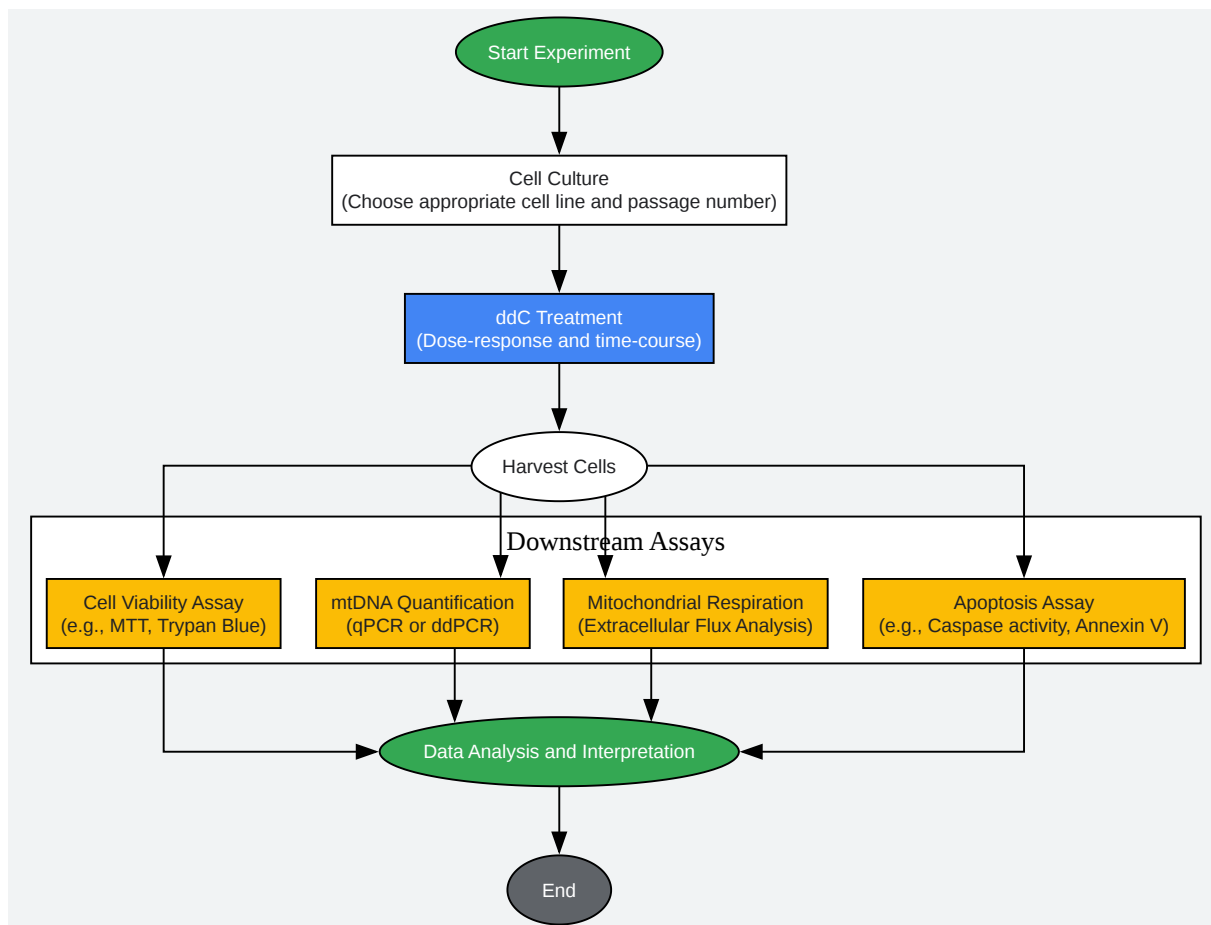 Start Experiment
Cell Culture
(Choose appropriate cell line and passage number)
ddC Treatment
(Dose-response and time-course)
Harvest Cells
Downstream Assays
Cell Viability Assay
(e.g., MTT, Trypan Blue)
mtDNA Quantification
(qPCR or ddPCR)
Mitochondrial Respiration
(Extracellular Flux Analysis)
Apoptosis Assay
(e.g., Caspase activity, Annexin V)
Data Analysis and Interpretation
End